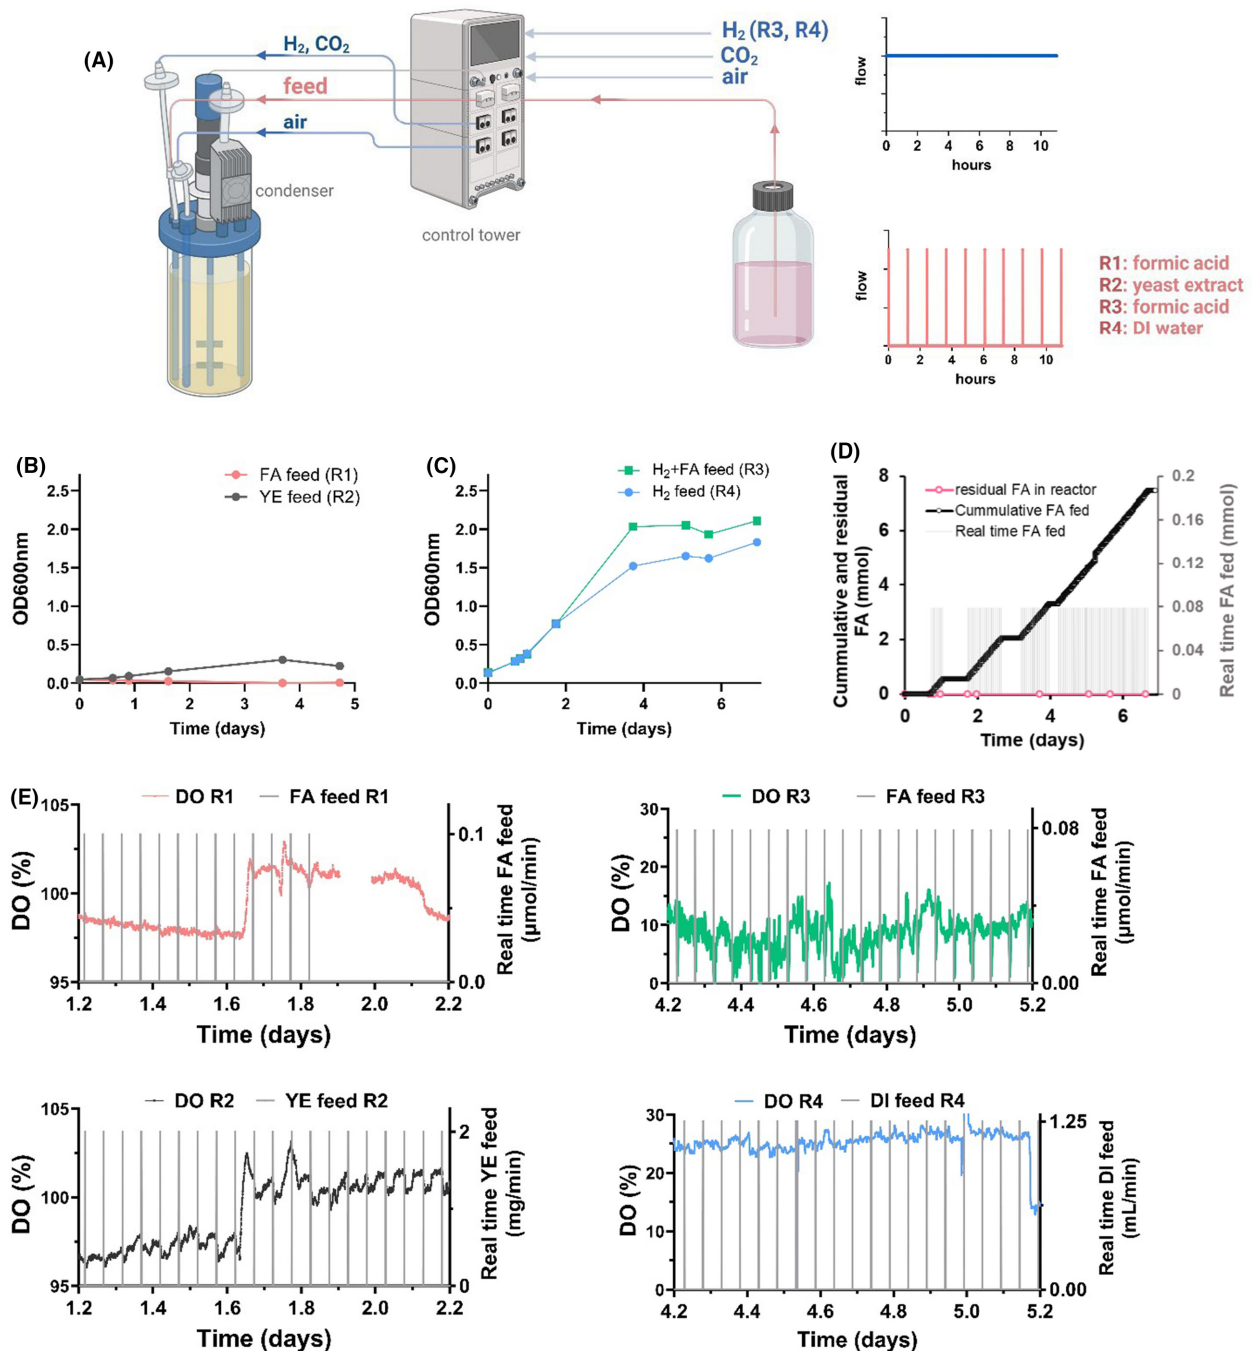 (A)
H₂, CO₂
feed
air
condenser
control tower
H₂ (R3, R4)
CO₂
air
flow
0 2 4 6 8 10
hours
flow
0 2 4 6 8 10
hours
R1: formic acid
R2: yeast extract
R3: formic acid
R4: DI water
(B)
FA feed (R1)
YE feed (R2)
OD600nm
2.5
2.0
1.5
1.0
0.5
0.0
0 1 2 3 4 5
Time (days)
(C)
H₂+FA feed (R3)
H₂ feed (R4)
OD600nm
2.5
2.0
1.5
1.0
0.5
0.0
0 2 4 6
Time (days)
(D)
residual FA in reactor
Cummulative FA fed
Real time FA fed
Cummulative and residual
FA (mmol)
8
6
4
2
0
0 2 4 6
Time (days)
0.2
0.16
0.12
0.08
0.04
0
Real time FA fed (mmol)
(E)
DO R1 FA feed R1
DO (%)
105
100
95
1.2 1.4 1.6 1.8 2.0 2.2
Time (days)
0.1
0.0
Real time FA feed
(µmol/min)
DO R3 FA feed R3
DO (%)
30
20
10
0
4.2 4.4 4.6 4.8 5.0 5.2
Time (days)
0.08
0.00
Real time FA feed
(µmol/min)
DO R2 YE feed R2
DO (%)
105
100
95
1.2 1.4 1.6 1.8 2.0 2.2
Time (days)
2
0
Real time YE feed
(mg/min)
DO R4 DI feed R4
DO (%)
30
20
10
0
4.2 4.4 4.6 4.8 5.0 5.2
Time (days)
1.25
0.00
Real time DI feed
(mL/min)